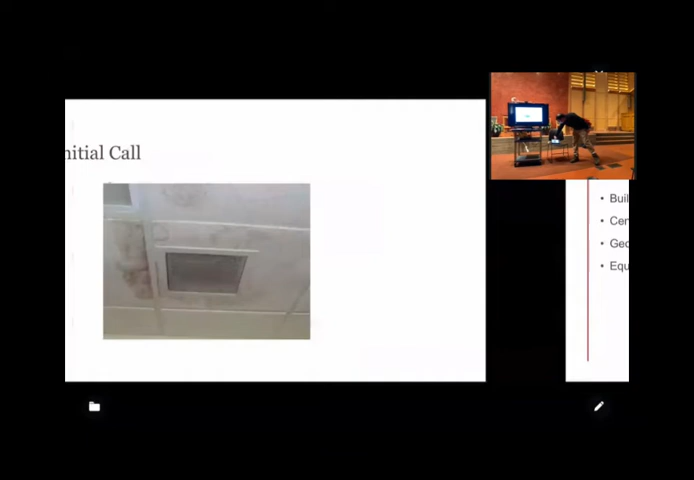 nitial Call
• Buil
• Cen
• Geo
• Equ